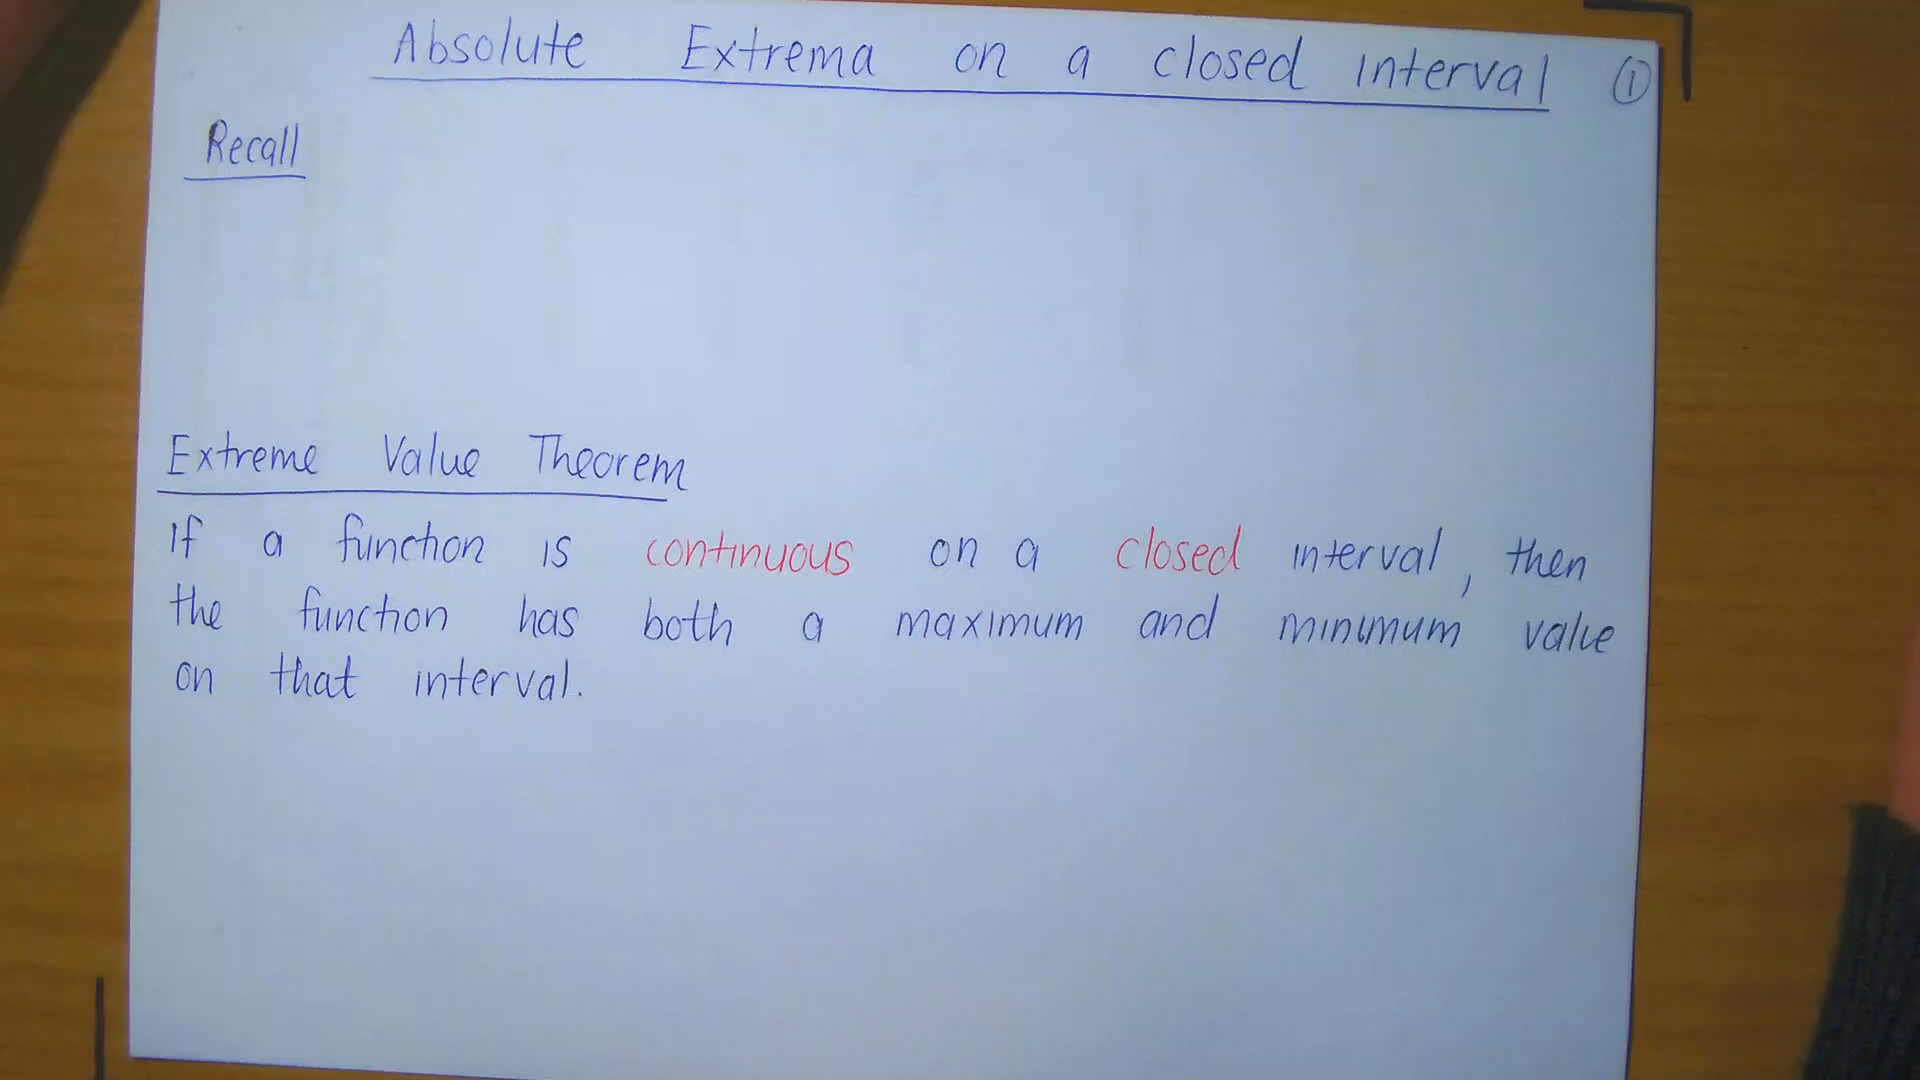 Absolute Extrema on a closed interval ①
Recall
Extreme Value Theorem
If a function is continuous on a closed interval, then
the function has both a maximum and minimum value
on that interval.